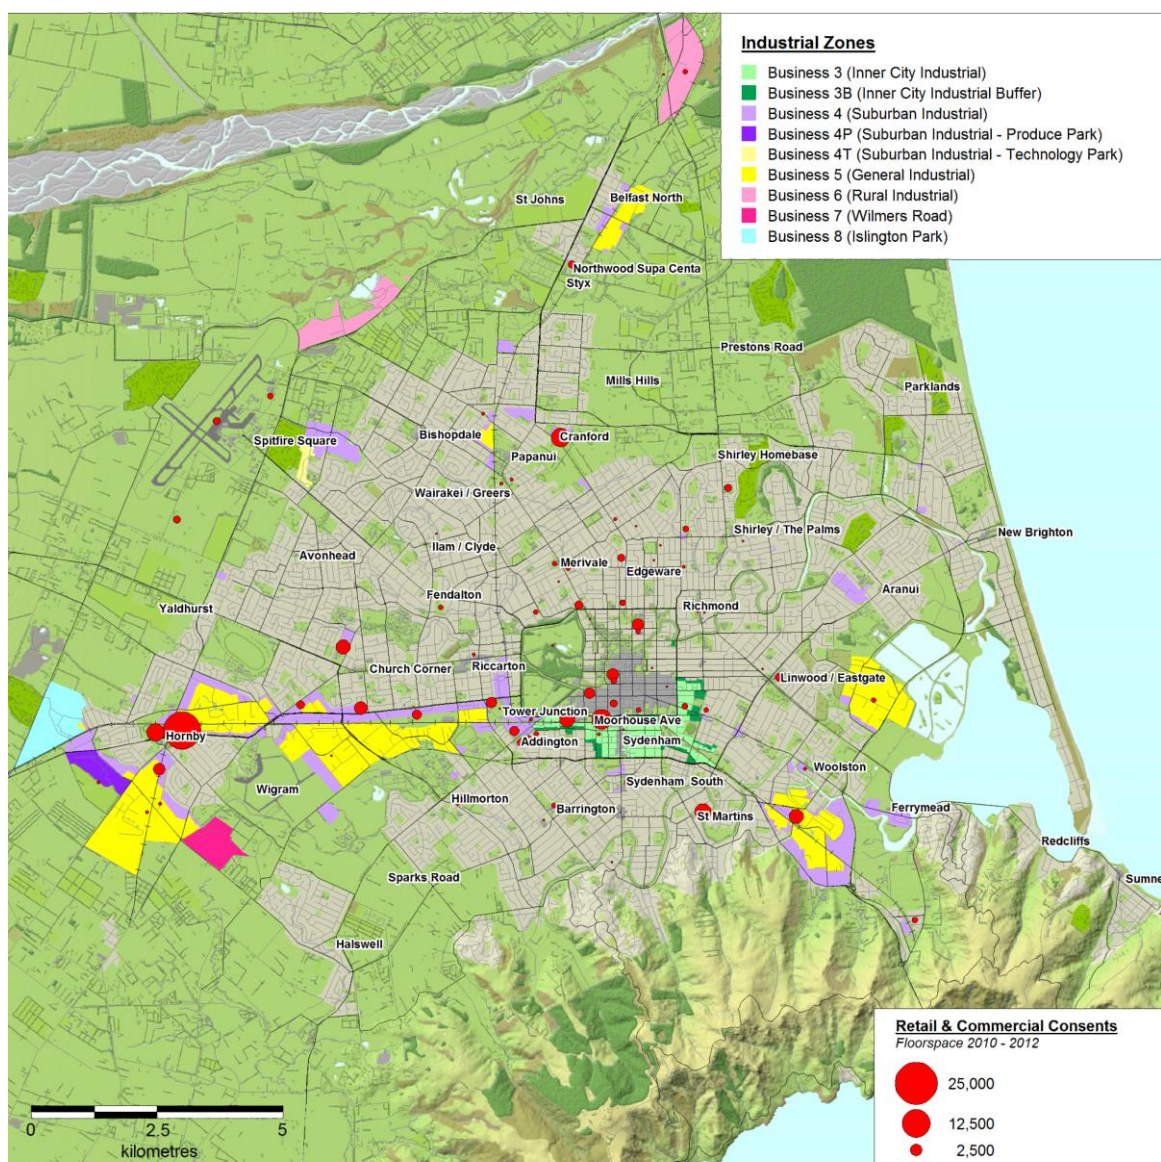 Industrial Zones
Business 3 (Inner City Industrial)
Business 3B (Inner City Industrial Buffer)
Business 4 (Suburban Industrial)
Business 4P (Suburban Industrial - Produce Park)
Business 4T (Suburban Industrial - Technology Park)
Business 5 (General Industrial)
Business 6 (Rural Industrial)
Business 7 (Wilmers Road)
Business 8 (Islington Park)
St Johns
Belfast North
Northwood Supa Centa
Styx
Prestons Road
Mills Hills
Parklands
Spitfire Square
Bishopdale
Cranford
Papanui
Shirley Homebase
Wairakei / Greers
Shirley / The Palms
New Brighton
Ilam / Clyde
Avonhead
Merivale
Edgeware
Aranui
Fendalton
Richmond
Yaldhurst
Church Corner
Riccarton
Linwood / Eastgate
Tower Junction
Moorhouse Ave
Hornby
Addington
Sydenham
Woolston
Wigram
Sydenham South
Hillmorton
Barrington
St Martins
Ferrymead
Redcliffs
Sparks Road
Sumne
Halswell
Retail & Commercial Consents
Floorspace 2010 - 2012
25,000
12,500
2,500
0 2.5 5
kilometres